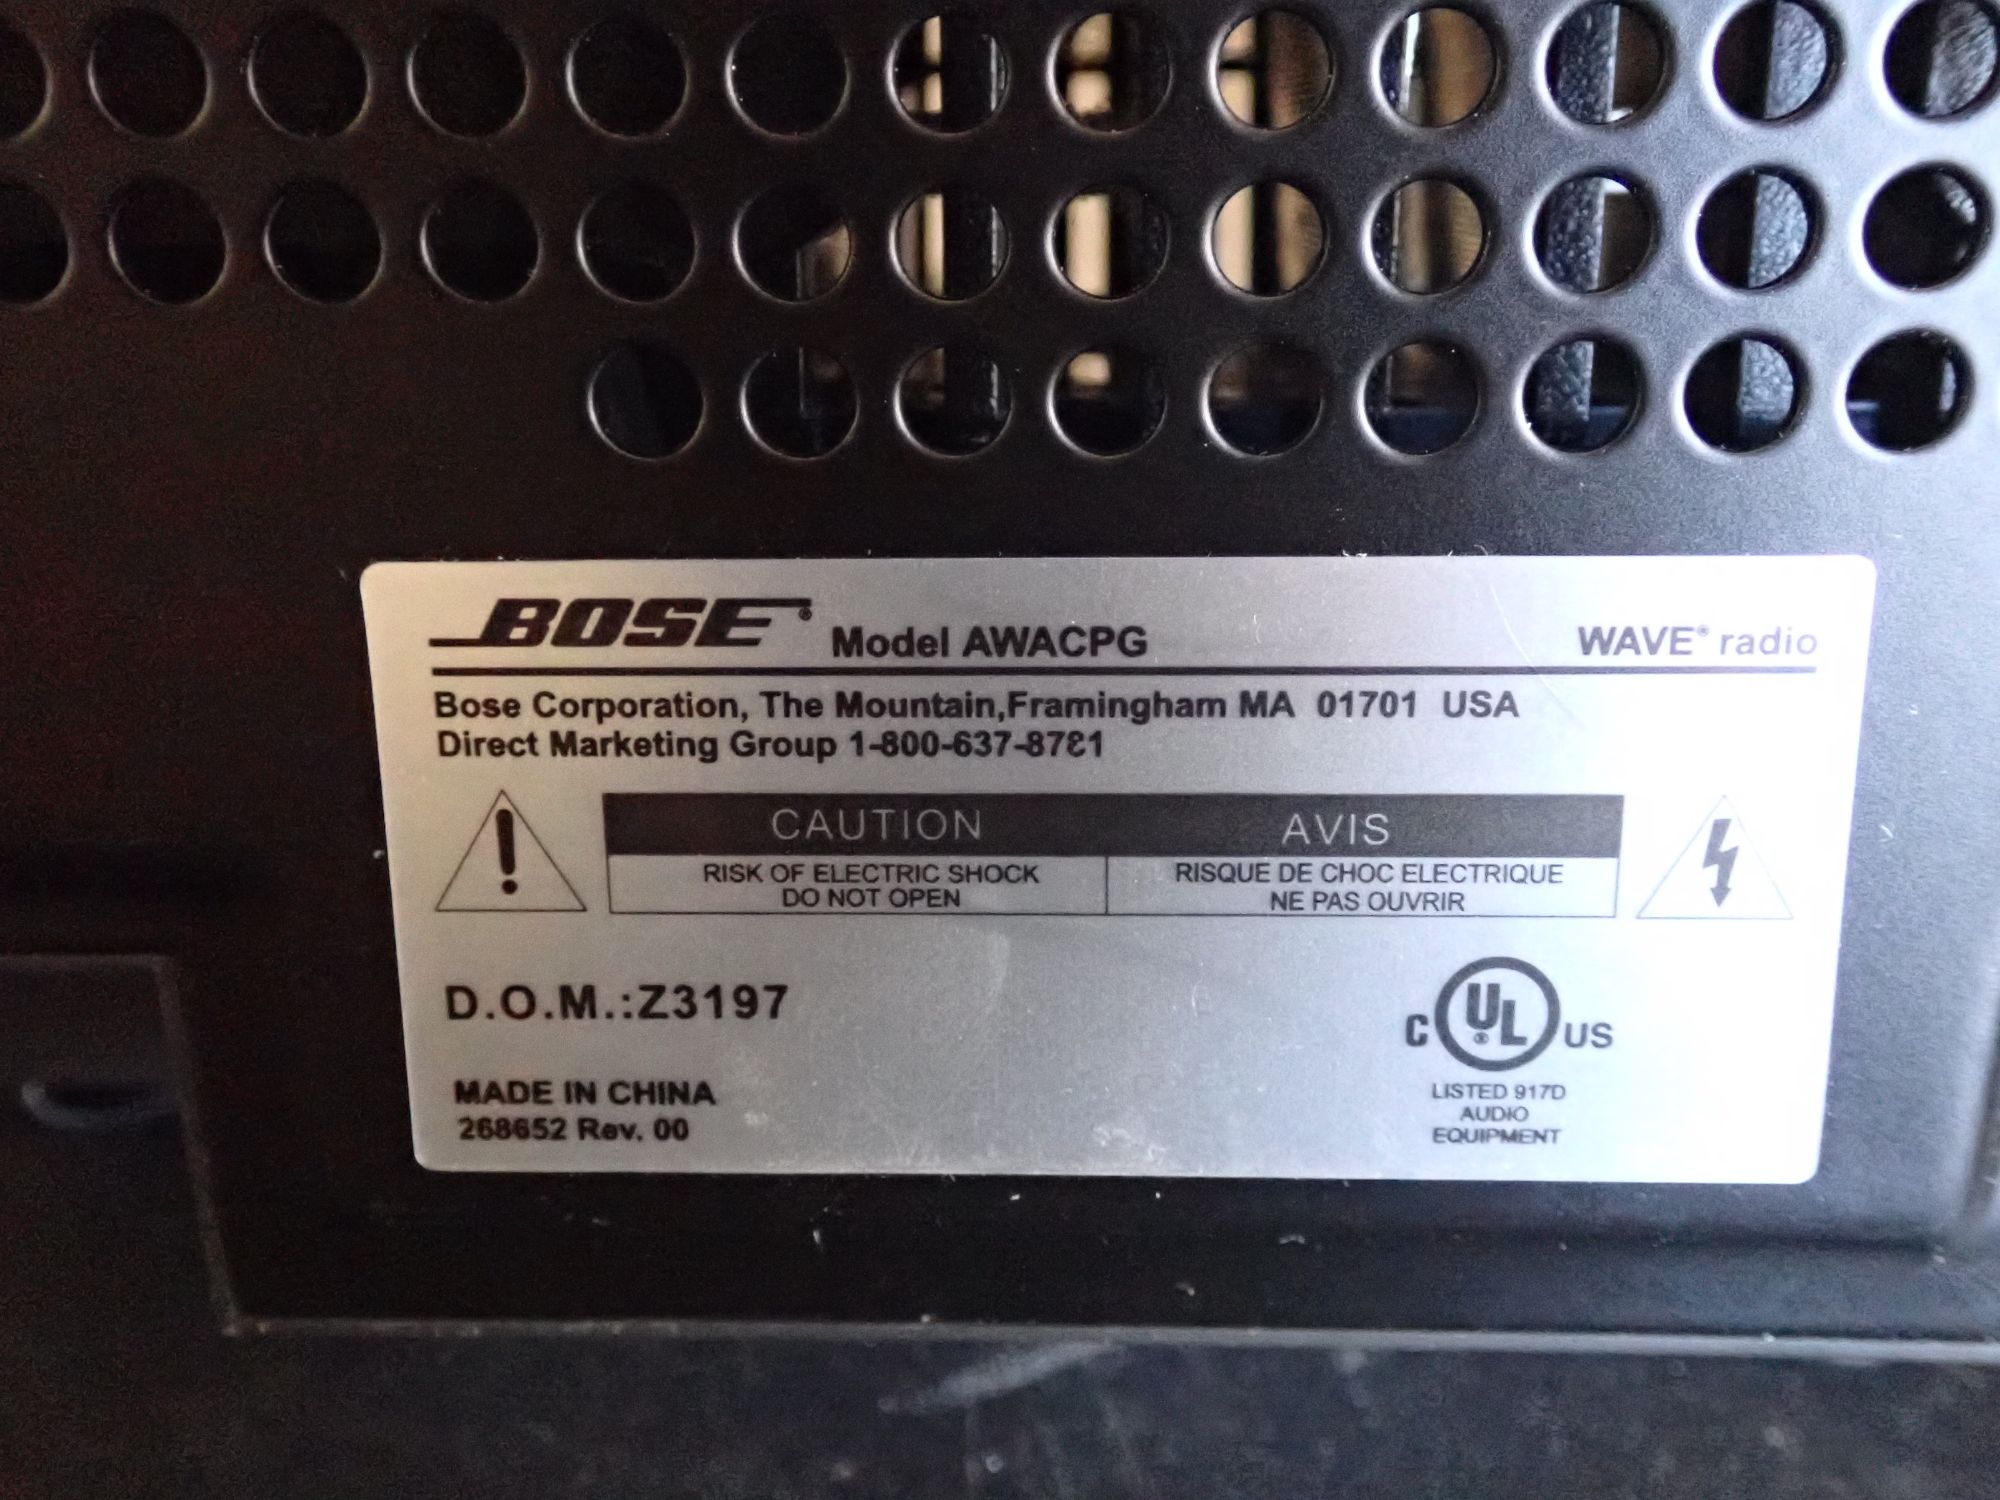 BOSE® Model AWACPG WAVE® radio
Bose Corporation, The Mountain,Framingham MA 01701 USA
Direct Marketing Group 1-800-637-8781
CAUTION AVIS
RISK OF ELECTRIC SHOCK
DO NOT OPEN
RISQUE DE CHOC ELECTRIQUE
NE PAS OUVRIR
D.O.M.:Z3197
C UL® US
LISTED 917D
AUDIO
EQUIPMENT
MADE IN CHINA
268652 Rev. 00